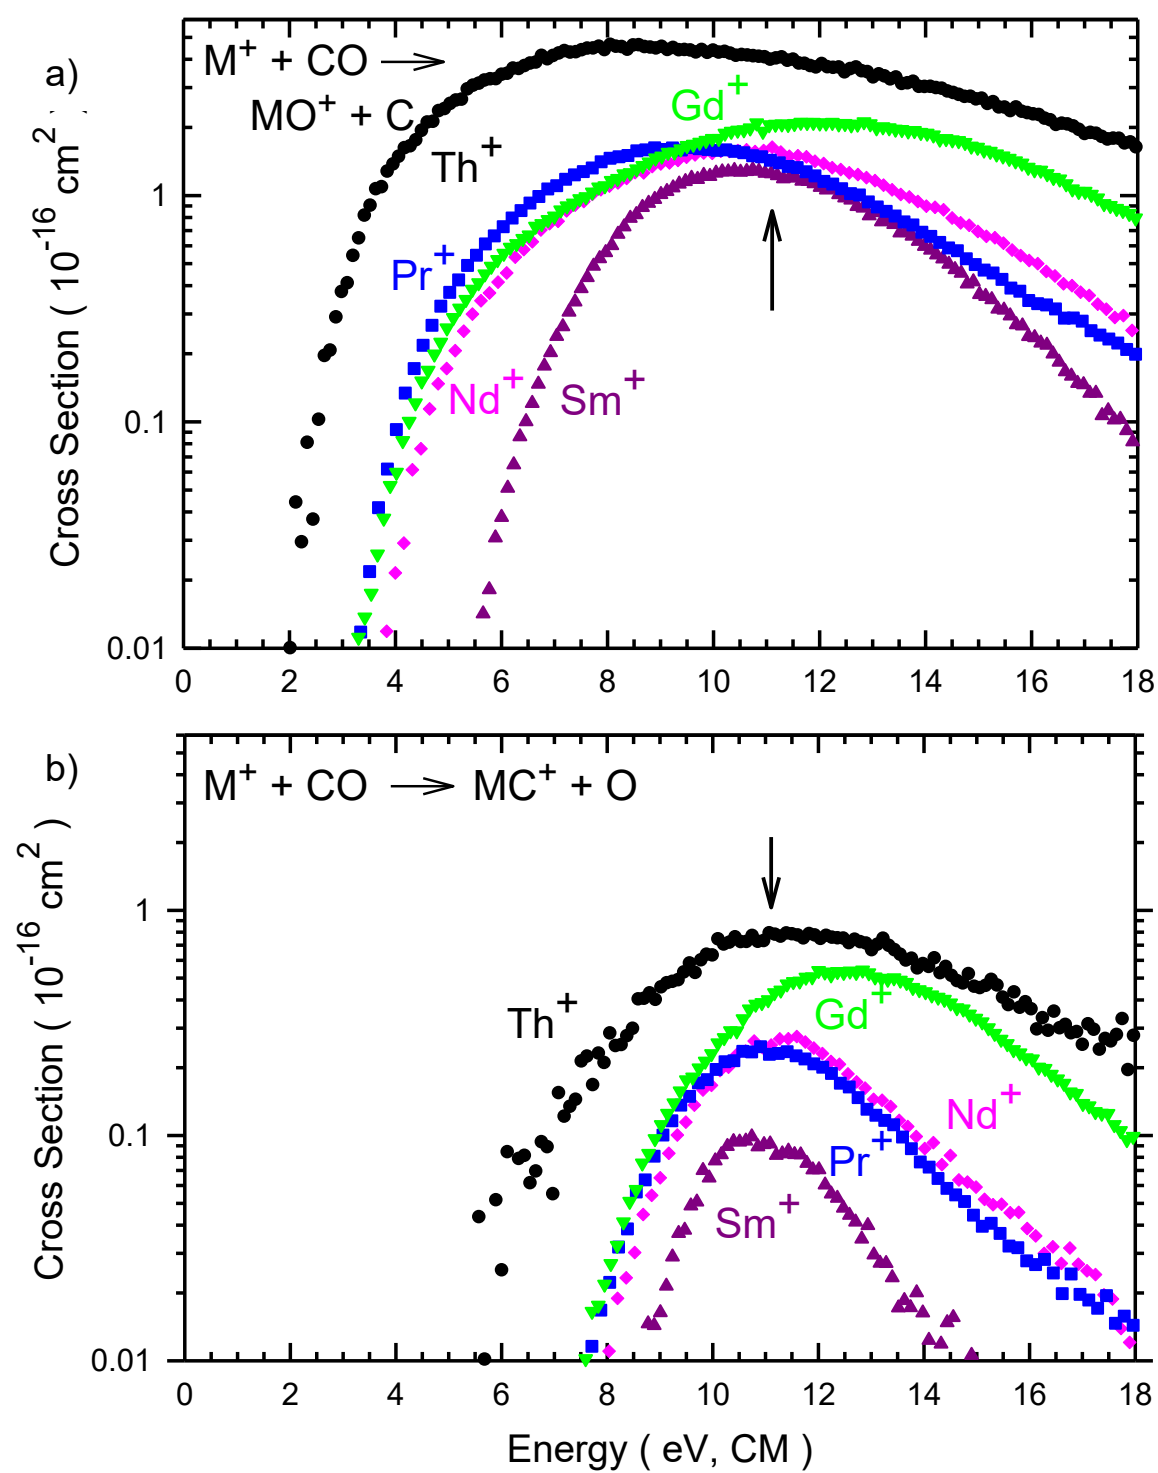 a)
M⁺ + CO ⟶
MO⁺ + C
Th⁺
Gd⁺
Pr⁺
Nd⁺
Sm⁺
Cross Section ( 10⁻¹⁶ cm² )
1
0.1
0.01
0 2 4 6 8 10 12 14 16 18
b)
M⁺ + CO ⟶ MC⁺ + O
Th⁺
Gd⁺
Nd⁺
Pr⁺
Sm⁺
Cross Section ( 10⁻¹⁶ cm² )
1
0.1
0.01
0 2 4 6 8 10 12 14 16 18
Energy ( eV, CM )